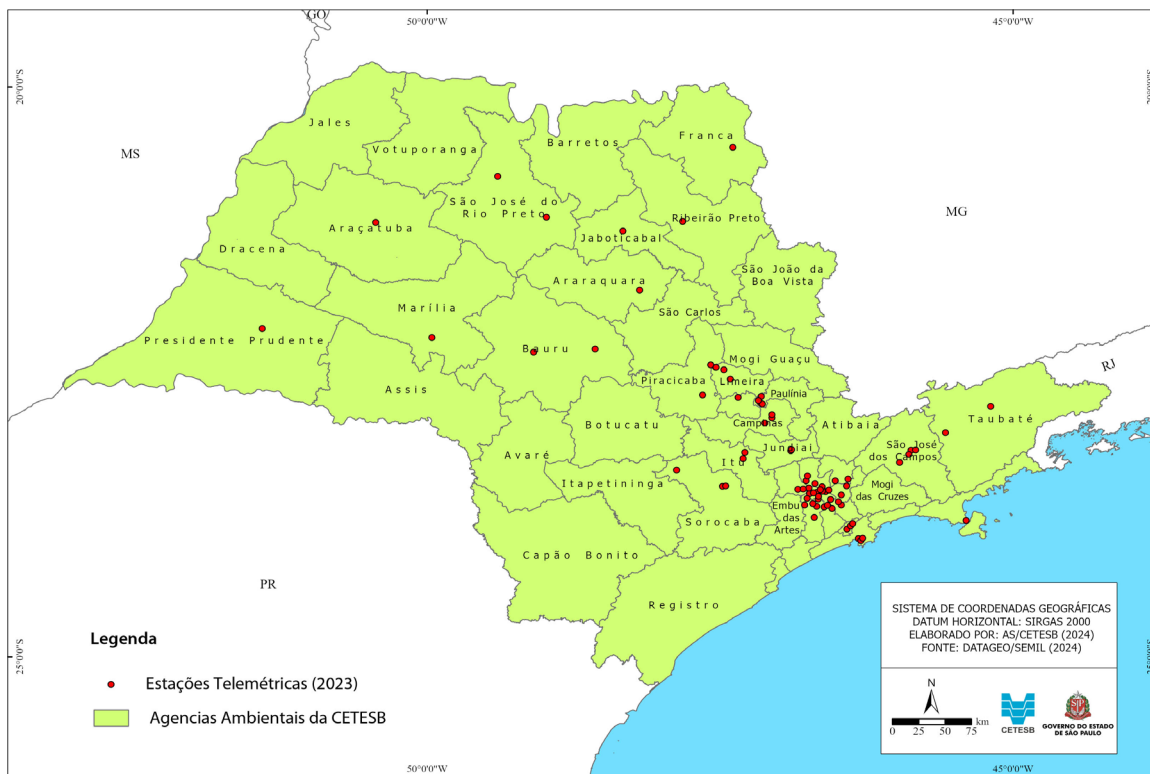 GO
50°0'0"W
45°0'0"W
20°0'0"S
20°0'0"S
MS
MG
RJ
PR
Jales
Votuporanga
Barretos
Franca
São José do
Rio Preto
Ribeirão Preto
Araçatuba
Jaboticabal
Dracena
São João da
Boa Vista
Araraquara
Marília
São Carlos
Presidente Prudente
Bauru
Mogi Guaçu
Assis
Piracicaba
Limeira
Paulínia
Taubaté
Botucatu
Campinas
Atibaia
São José
dos Campos
Jundiaí
Avaré
Itu
Itapetininga
Mogi
das Cruzes
Embu
das
Artes
Sorocaba
Capão Bonito
Registro
25°0'0"S
25°0'0"S
Legenda
Estações Telemétricas (2023)
Agencias Ambientais da CETESB
SISTEMA DE COORDENADAS GEOGRÁFICAS
DATUM HORIZONTAL: SIRGAS 2000
ELABORADO POR: AS/CETESB (2024)
FONTE: DATAGEO/SEMIL (2024)
N
0 25 50 75 km
CETESB
GOVERNO DO ESTADO
DE SÃO PAULO
50°0'0"W
45°0'0"W